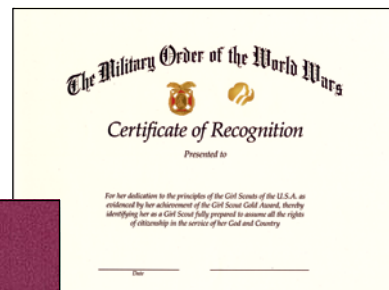 The Military Order of the World Wars
Certificate of Recognition
Presented to
For her dedication to the principles of the Girl Scouts of the U.S.A. as
evidenced by her achievement of the Girl Scout Gold Award, thereby
identifying her as a Girl Scout fully prepared to assume all the rights
of citizenship in the service of her God and Country
Date